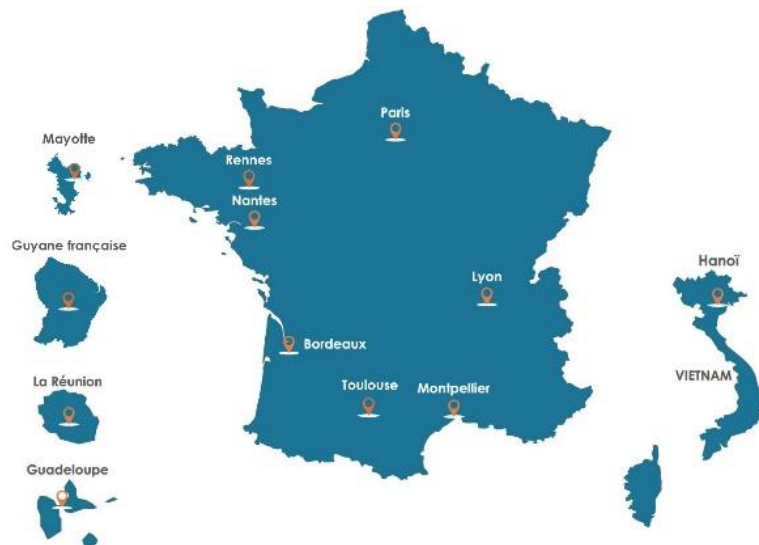 Paris
Mayotte
Rennes
Nantes
Guyane française
Hanoï
Lyon
Bordeaux
La Réunion
Toulouse
Montpellier
VIETNAM
Guadeloupe